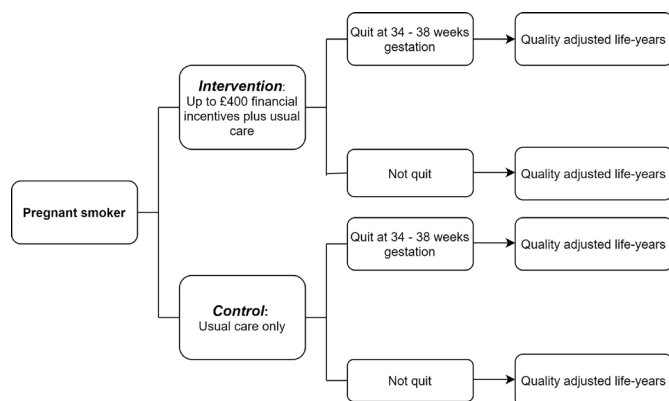 Pregnant smoker
Intervention:
Up to £400 financial
incentives plus usual
care
Control:
Usual care only
Quit at 34 - 38 weeks
gestation
Not quit
Quit at 34 - 38 weeks
gestation
Not quit
Quality adjusted life-years
Quality adjusted life-years
Quality adjusted life-years
Quality adjusted life-years